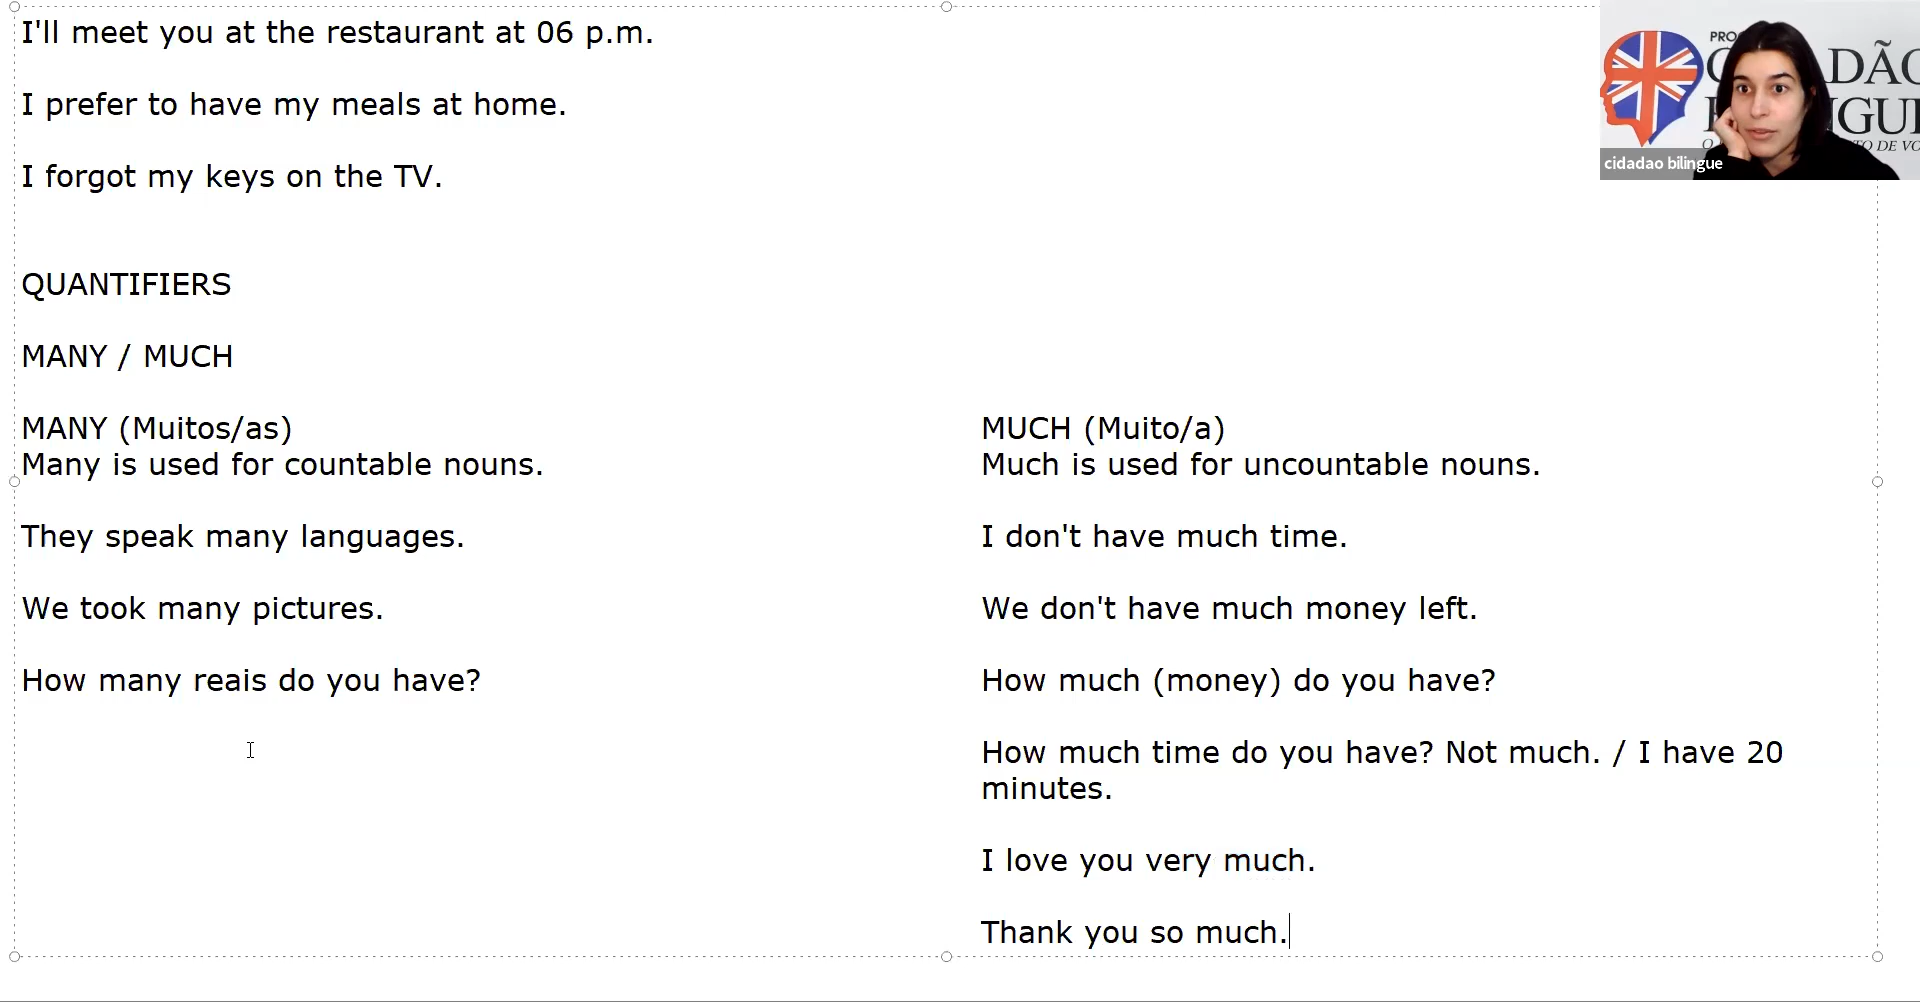 I'll meet you at the restaurant at 06 p.m.
I prefer to have my meals at home.
I forgot my keys on the TV.
QUANTIFIERS
MANY / MUCH
MANY (Muitos/as)
Many is used for countable nouns.
They speak many languages.
We took many pictures.
How many reais do you have?
MUCH (Muito/a)
Much is used for uncountable nouns.
I don't have much time.
We don't have much money left.
How much (money) do you have?
How much time do you have? Not much. / I have 20
minutes.
I love you very much.
Thank you so much.
cidadao bilingue